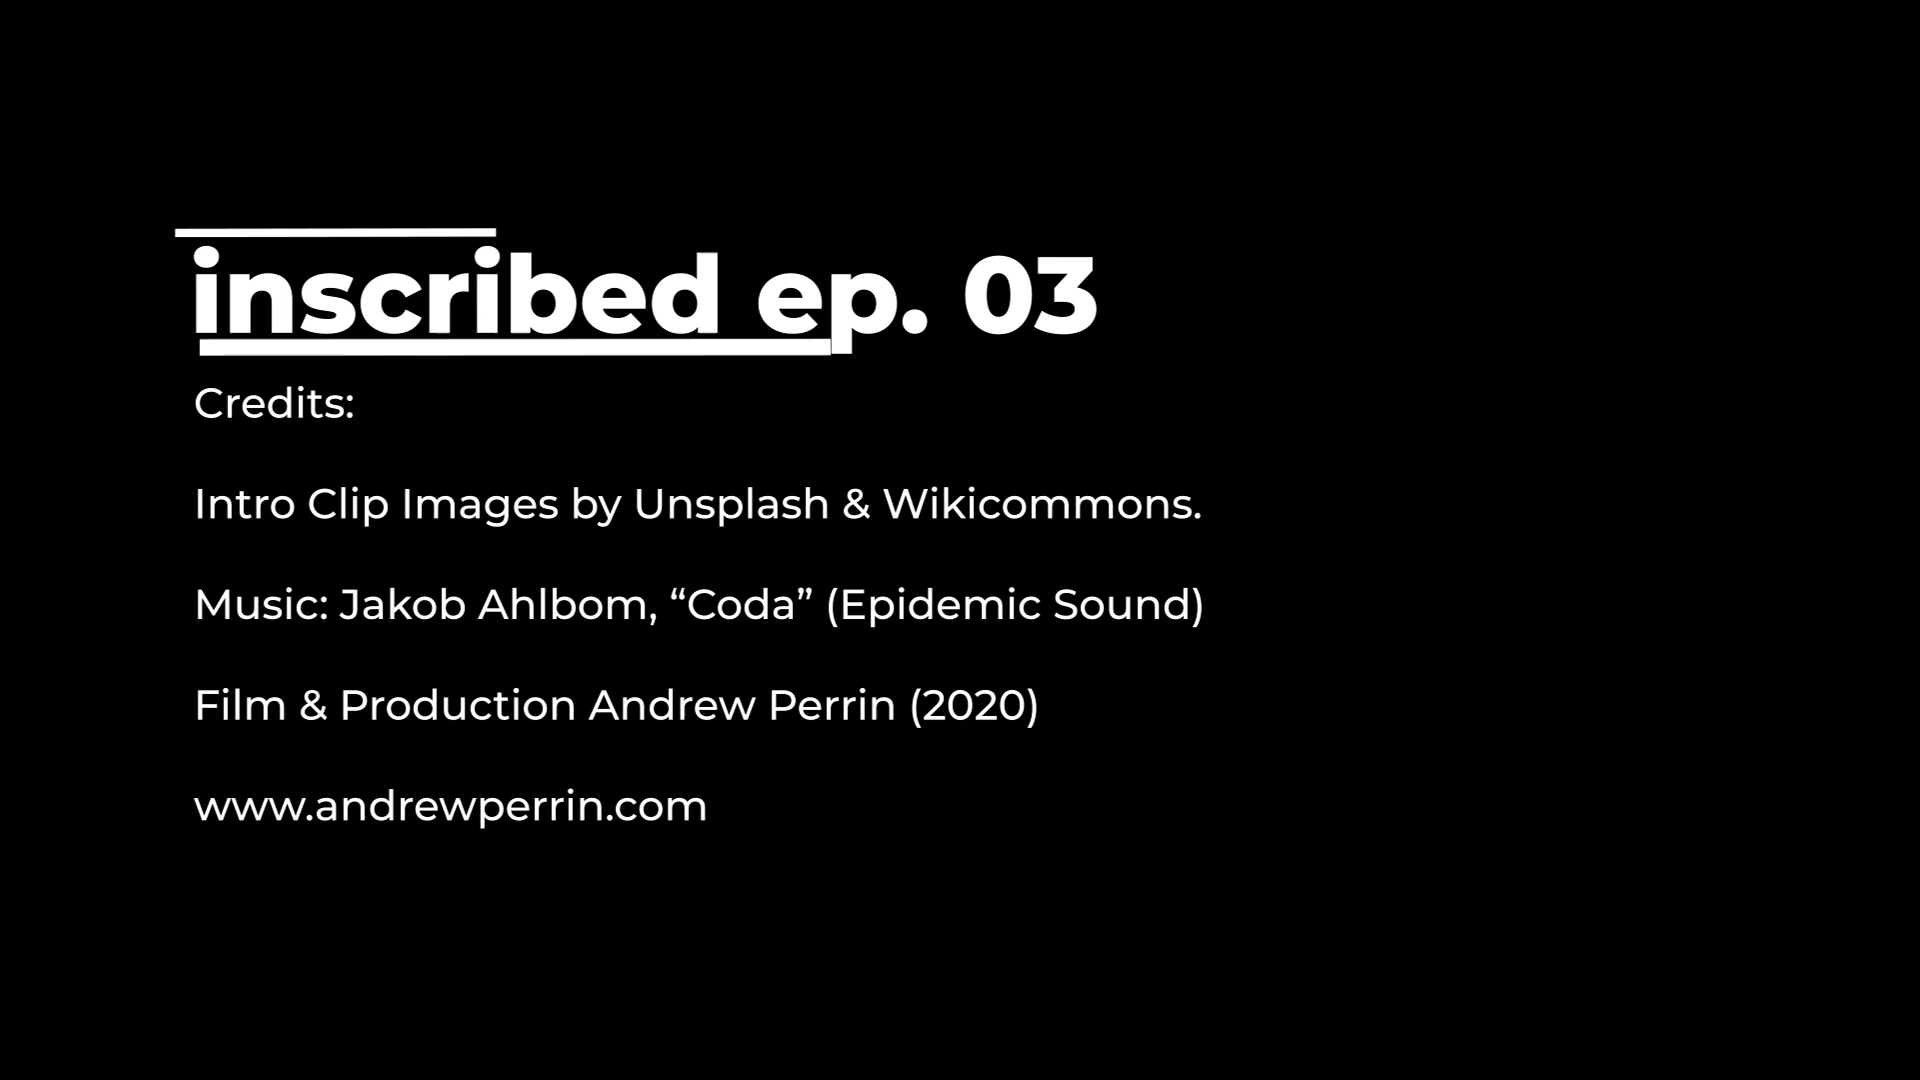 inscribed ep. 03
Credits:
Intro Clip Images by Unsplash & Wikicommons.
Music: Jakob Ahlbom, “Coda” (Epidemic Sound)
Film & Production Andrew Perrin (2020)
www.andrewperrin.com